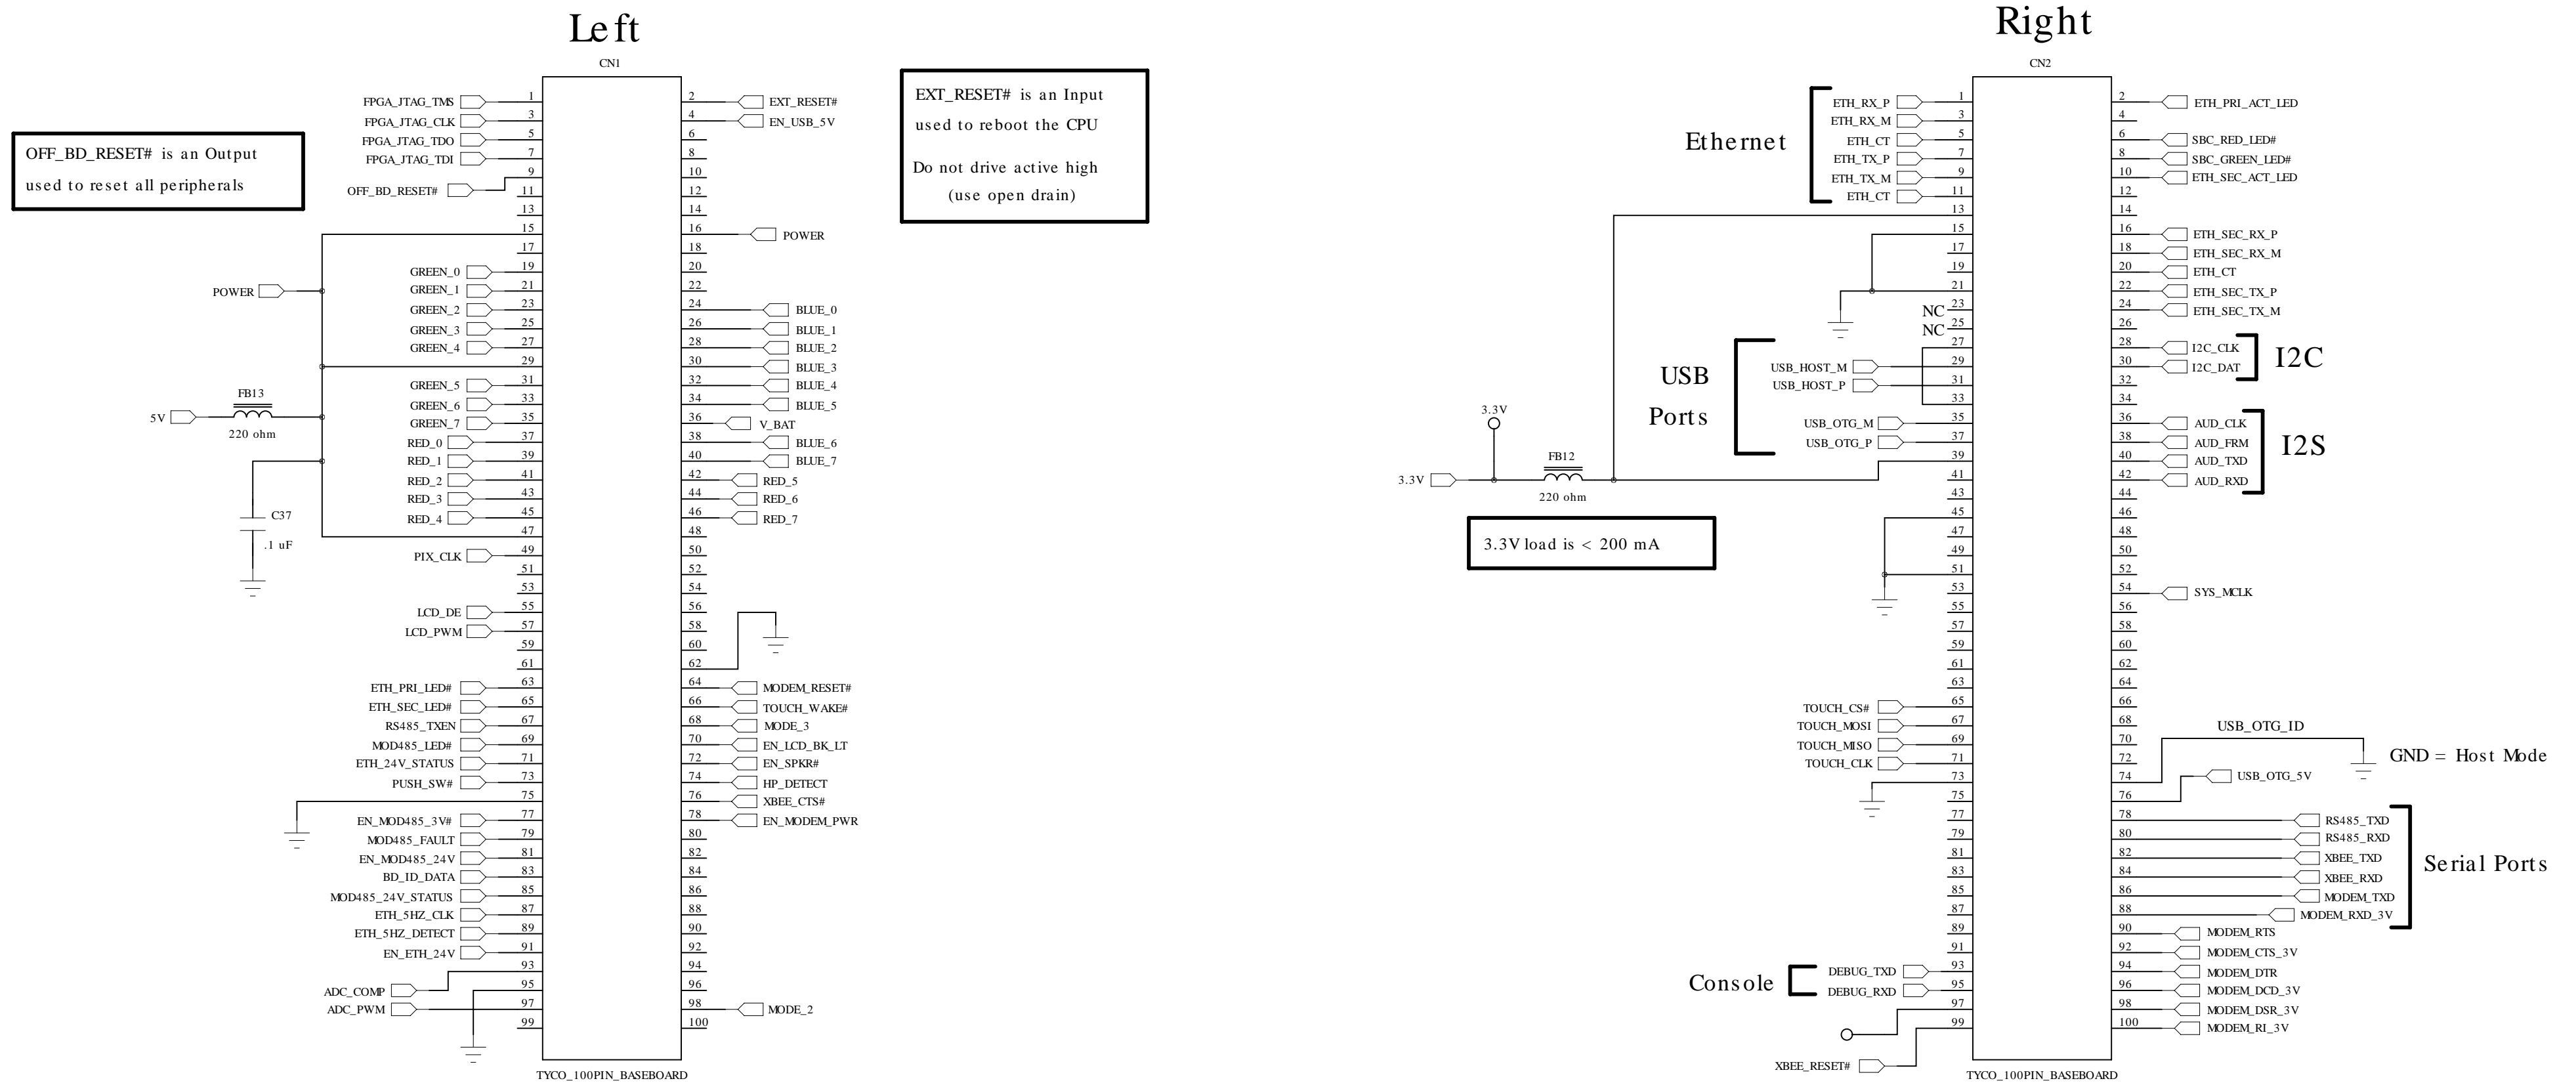 Left
CN1
OFF_BD_RESET# is an Output
used to reset all peripherals
EXT_RESET# is an Input
used to reboot the CPU
Do not drive active high
(use open drain)
FPGA_JTAG_TMS 1 2 EXT_RESET#
FPGA_JTAG_CLK 3 4 EN_USB_5V
FPGA_JTAG_TDO 5 6
FPGA_JTAG_TDI 7 8
9 10
OFF_BD_RESET# 11 12
13 14
15 16 POWER
17 18
GREEN_0 19 20
POWER GREEN_1 21 22
GREEN_2 23 24 BLUE_0
GREEN_3 25 26 BLUE_1
GREEN_4 27 28 BLUE_2
29 30 BLUE_3
GREEN_5 31 32 BLUE_4
FB13
GREEN_6 33 34 BLUE_5
5V GREEN_7 35 36 V_BAT
220 ohm
RED_0 37 38 BLUE_6
RED_1 39 40 BLUE_7
RED_2 41 42 RED_5
RED_3 43 44 RED_6
C37 RED_4 45 46 RED_7
.1 uF
47 48
PIX_CLK 49 50
51 52
53 54
LCD_DE 55 56
LCD_PWM 57 58
59 60
61 62
ETH_PRI_LED# 63 64 MODEM_RESET#
ETH_SEC_LED# 65 66 TOUCH_WAKE#
RS485_TXEN 67 68 MODE_3
MOD485_LED# 69 70 EN_LCD_BK_LT
ETH_24V_STATUS 71 72 EN_SPKR#
PUSH_SW# 73 74 HP_DETECT
75 76 XBEE_CTS#
EN_MOD485_3V# 77 78 EN_MODEM_PWR
MOD485_FAULT 79 80
EN_MOD485_24V 81 82
BD_ID_DATA 83 84
MOD485_24V_STATUS 85 86
ETH_5HZ_CLK 87 88
ETH_5HZ_DETECT 89 90
EN_ETH_24V 91 92
93 94
ADC_COMP 95 96
ADC_PWM 97 98 MODE_2
99 100
TYCO_100PIN_BASEBOARD
Right
CN2
Ethernet
ETH_RX_P 1 2 ETH_PRI_ACT_LED
ETH_RX_M 3 4
ETH_CT 5 6 SBC_RED_LED#
ETH_TX_P 7 8 SBC_GREEN_LED#
ETH_TX_M 9 10 ETH_SEC_ACT_LED
ETH_CT 11 12
13 14
15 16 ETH_SEC_RX_P
17 18 ETH_SEC_RX_M
19 20 ETH_CT
21 22 ETH_SEC_TX_P
NC 23 24 ETH_SEC_TX_M
NC 25 26
27 28 I2C_CLK
I2C
USB
Ports
USB_HOST_M 29 30 I2C_DAT
USB_HOST_P 31 32
33 34
USB_OTG_M 35 36 AUD_CLK
I2S
USB_OTG_P 37 38 AUD_FRM
39 40 AUD_TXD
41 42 AUD_RXD
3.3V
3.3V
FB12
220 ohm
3.3V load is < 200 mA
43 44
45 46
47 48
49 50
51 52
53 54 SYS_MCLK
55 56
57 58
59 60
61 62
63 64
TOUCH_CS# 65 66
TOUCH_MOSI 67 68
USB_OTG_ID
TOUCH_MISO 69 70
TOUCH_CLK 71 72
GND = Host Mode
73 74
75 76 USB_OTG_5V
Serial Ports
77 78 RS485_TXD
79 80 RS485_RXD
81 82 XBEE_TXD
83 84 XBEE_RXD
85 86 MODEM_TXD
87 88 MODEM_RXD_3V
89 90 MODEM_RTS
91 92 MODEM_CTS_3V
Console
DEBUG_TXD 93 94 MODEM_DTR
DEBUG_RXD 95 96 MODEM_DCD_3V
97 98 MODEM_DSR_3V
99 100 MODEM_RI_3V
XBEE_RESET#
TYCO_100PIN_BASEBOARD